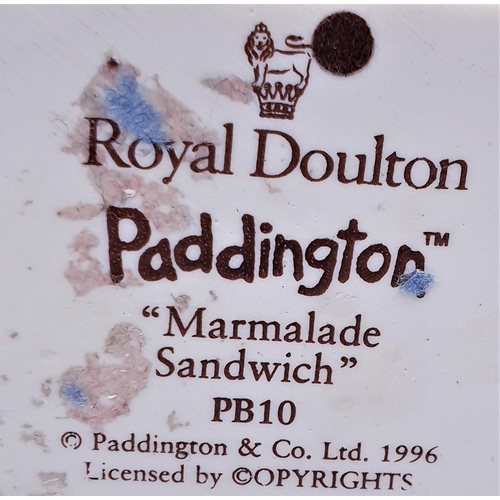 Royal Doulton
Paddington™
“Marmalade
Sandwich”
PB10
© Paddington & Co. Ltd. 1996
Licensed by ©OPYRIGHTS